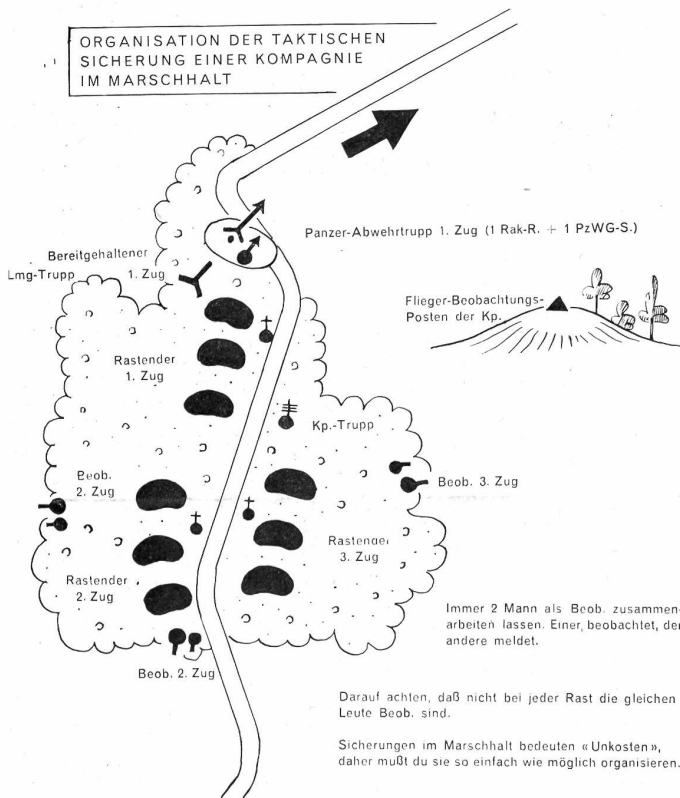 ORGANISATION DER TAKTISCHEN
SICHERUNG EINER KOMPAGNIE
IM MARSCHHALT
Panzer-Abwehrtrupp 1. Zug (1 Rak-R. + 1 PzWG-S.)
Bereitgehaltener
Lmg-Trupp 1. Zug
Flieger-Beobachtungs-
Posten der Kp.
Rastender
1. Zug
Kp.-Trupp
Beob.
2. Zug
Beob. 3. Zug
Rastender
3. Zug
Rastender
2. Zug
Beob. 2. Zug
Immer 2 Mann als Beob. zusammen-
arbeiten lassen. Einer, beobachtet, der
andere meldet.
Darauf achten, daß nicht bei jeder Rast die gleichen
Leute Beob. sind.
Sicherungen im Marschhalt bedeuten «Unkosten»,
daher mußt du sie so einfach wie möglich organisieren.